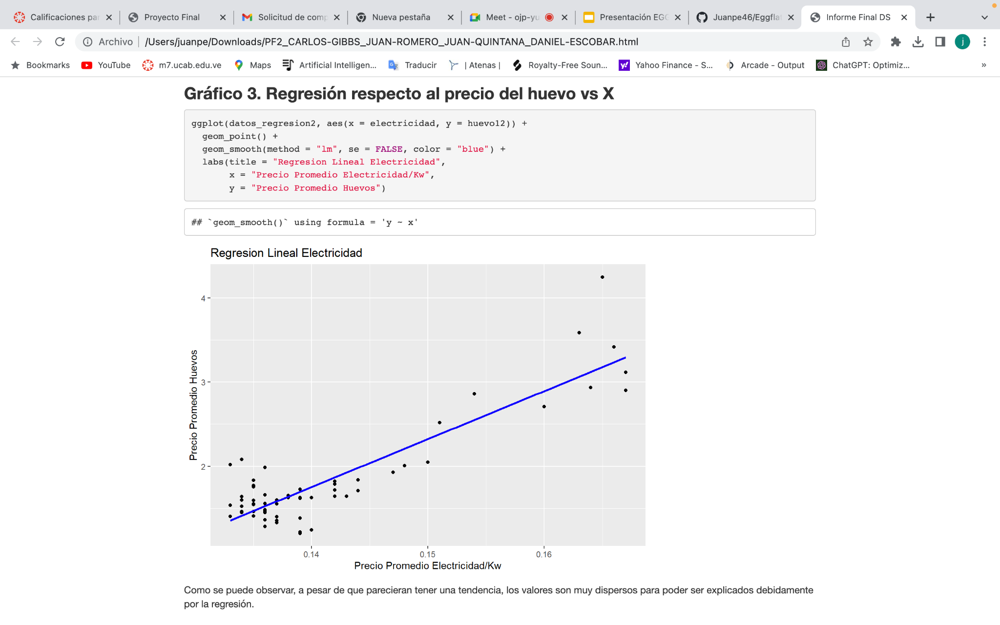 Calificaciones par
Proyecto Final
Solicitud de comp
Nueva pestaña
Meet - ojp-yu
Presentación EGG
Juanpe46/Eggflat
Informe Final DS
Archivo
/Users/juanpe/Downloads/PF2_CARLOS-GIBBS_JUAN-ROMERO_JUAN-QUINTANA_DANIEL-ESCOBAR.html
j
Bookmarks
YouTube
m7.ucab.edu.ve
Maps
Artificial Intelligen...
Traducir
| Atenas |
Royalty-Free Soun...
Yahoo Finance - S...
Arcade - Output
ChatGPT: Optimiz...
»
Gráfico 3. Regresión respecto al precio del huevo vs X
ggplot(datos_regresion2, aes(x = electricidad, y = huevo12)) +
geom_point() +
geom_smooth(method = "lm", se = FALSE, color = "blue") +
labs(title = "Regresion Lineal Electricidad",
x = "Precio Promedio Electricidad/Kw",
y = "Precio Promedio Huevos")
## `geom_smooth()` using formula = 'y ~ x'
Regresion Lineal Electricidad
Precio Promedio Huevos
4
3
2
0.14
0.15
0.16
Precio Promedio Electricidad/Kw
Como se puede observar, a pesar de que parecieran tener una tendencia, los valores son muy dispersos para poder ser explicados debidamente
por la regresión.